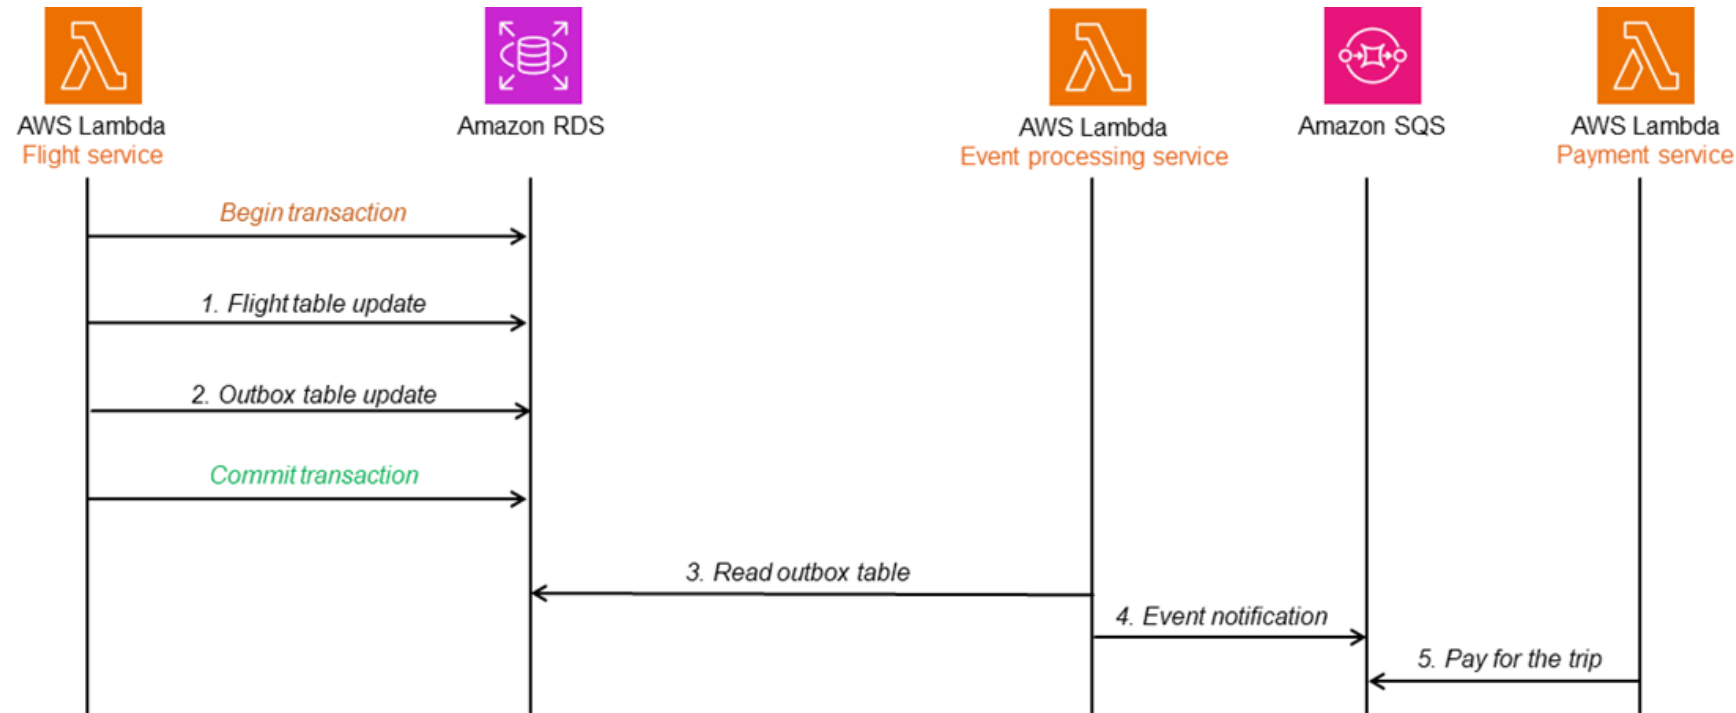 AWS Lambda
Flight service
Amazon RDS
AWS Lambda
Event processing service
Amazon SQS
AWS Lambda
Payment service
Begin transaction
1. Flight table update
2. Outbox table update
Commit transaction
3. Read outbox table
4. Event notification
5. Pay for the trip